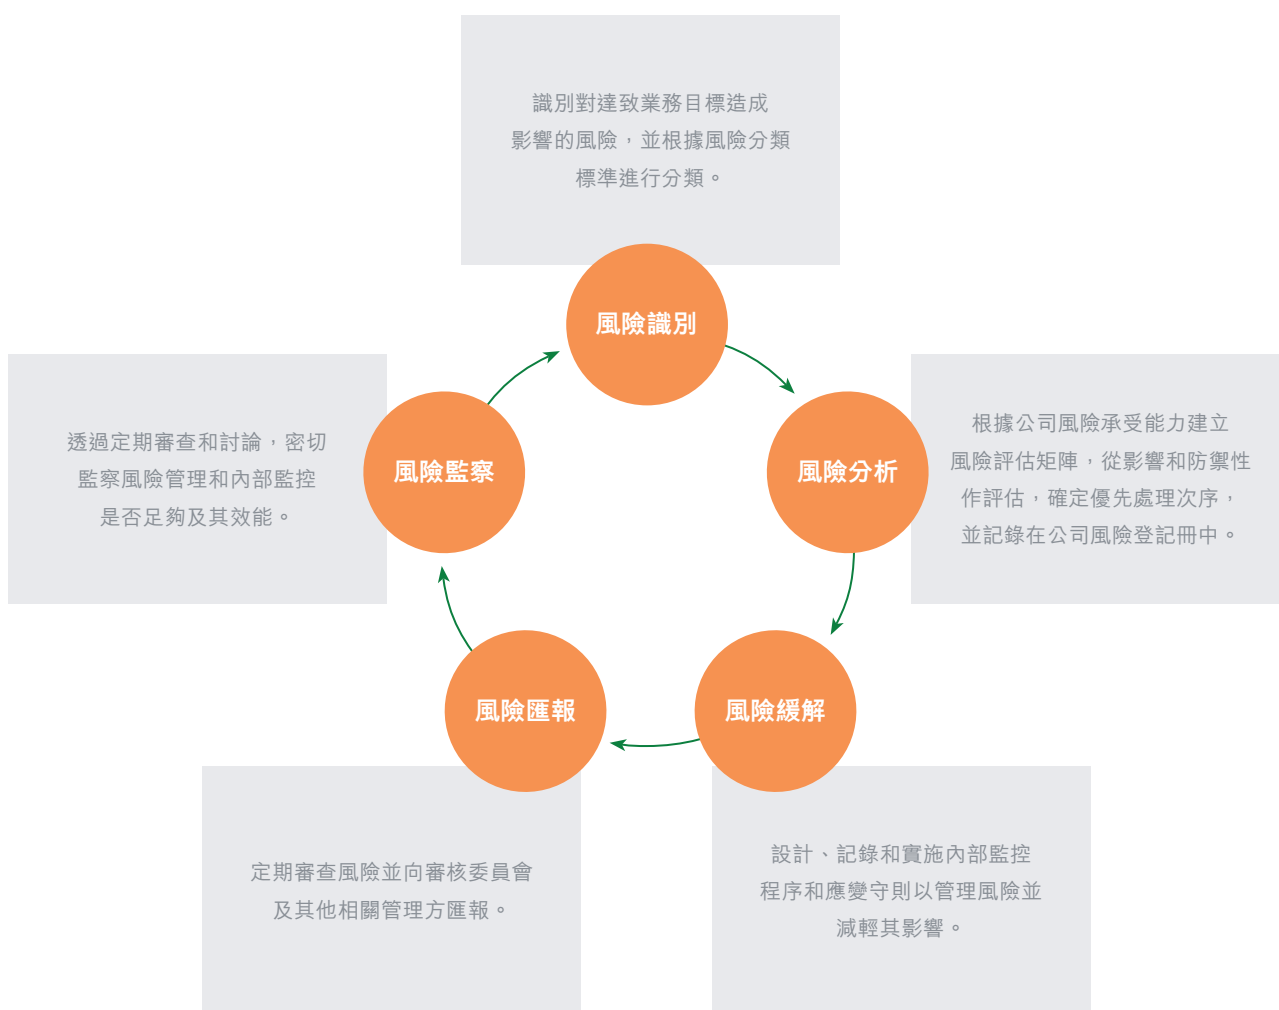 識別對達致業務目標造成
影響的風險，並根據風險分類
標準進行分類。
風險識別
根據公司風險承受能力建立
風險評估矩陣，從影響和防禦性
作評估，確定優先處理次序，
並記錄在公司風險登記冊中。
風險分析
風險緩解
設計、記錄和實施內部監控
程序和應變守則以管理風險並
減輕其影響。
風險匯報
定期審查風險並向審核委員會
及其他相關管理方匯報。
風險監察
透過定期審查和討論，密切
監察風險管理和內部監控
是否足夠及其效能。